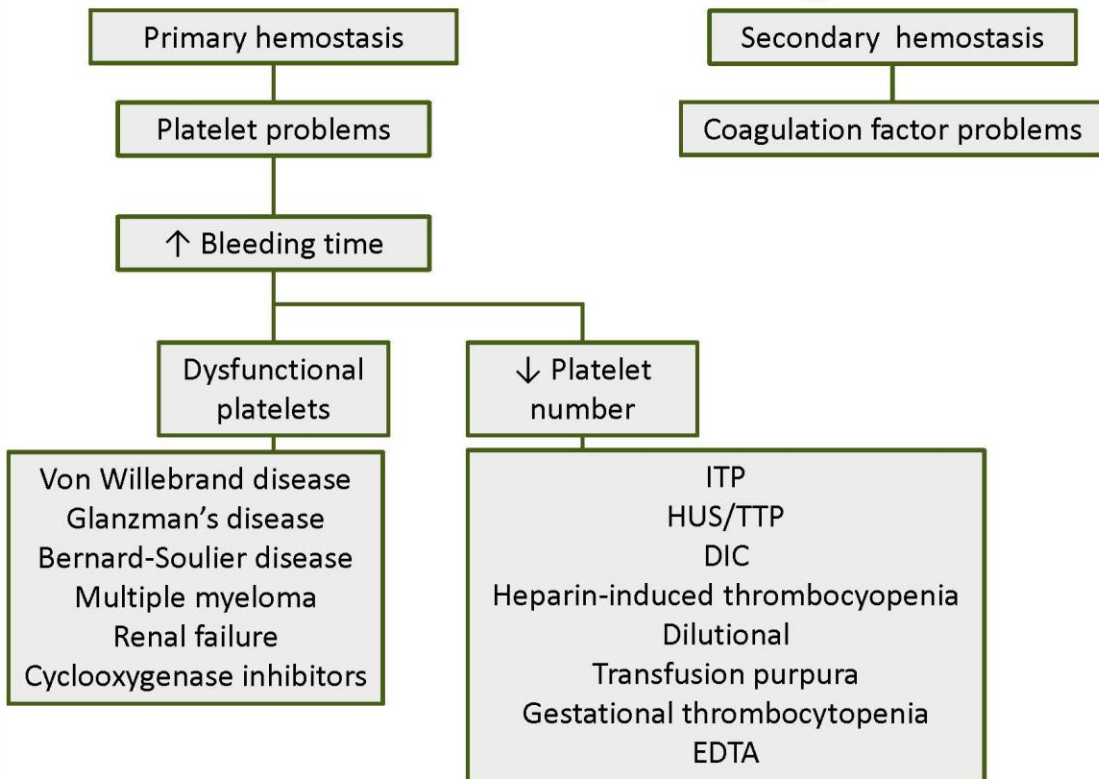 Primary hemostasis
Secondary hemostasis
Platelet problems
Coagulation factor problems
↑ Bleeding time
Dysfunctional
platelets
↓ Platelet
number
Von Willebrand disease
Glanzman's disease
Bernard-Soulier disease
Multiple myeloma
Renal failure
Cyclooxygenase inhibitors
ITP
HUS/TTP
DIC
Heparin-induced thrombocyopenia
Dilutional
Transfusion purpura
Gestational thrombocytopenia
EDTA